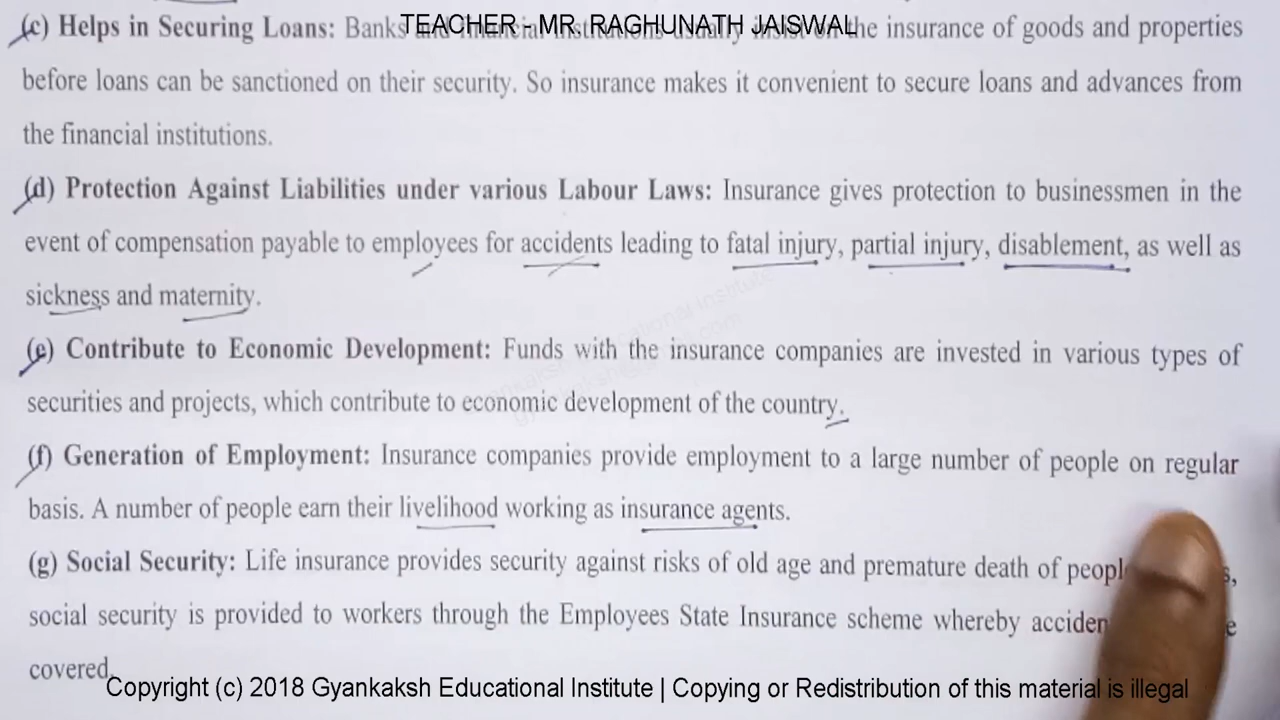 TEACHER - MR. RAGHUNATH JAISWAL
(c) Helps in Securing Loans: Banks the insurance of goods and properties
before loans can be sanctioned on their security. So insurance makes it convenient to secure loans and advances from
the financial institutions.
(d) Protection Against Liabilities under various Labour Laws: Insurance gives protection to businessmen in the
event of compensation payable to employees for accidents leading to fatal injury, partial injury, disablement, as well as
sickness and maternity.
(e) Contribute to Economic Development: Funds with the insurance companies are invested in various types of
securities and projects, which contribute to economic development of the country.
(f) Generation of Employment: Insurance companies provide employment to a large number of people on regular
basis. A number of people earn their livelihood working as insurance agents.
(g) Social Security: Life insurance provides security against risks of old age and premature death of
social security is provided to workers through the Employees State Insurance scheme whereby
covered.
Copyright (c) 2018 Gyankaksh Educational Institute | Copying or Redistribution of this material is illegal